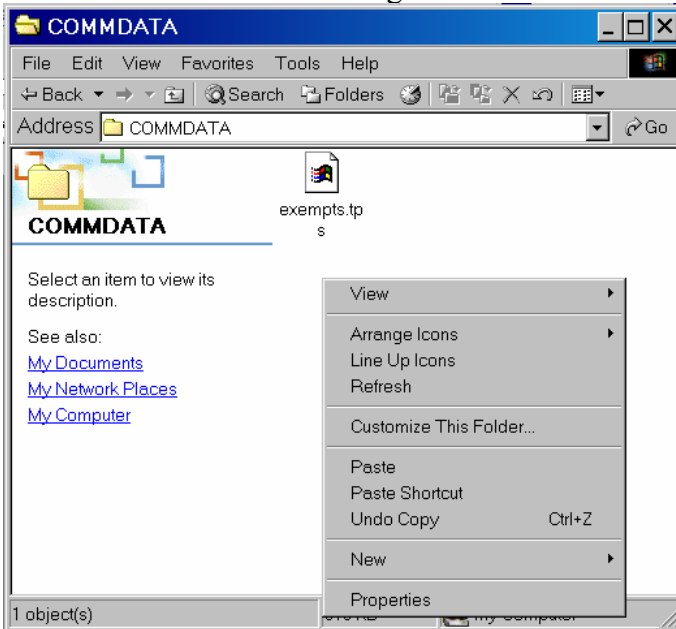 COMMDATA
File Edit View Favorites Tools Help
Back Search Folders
Address COMMDATA Go
exempts.tp
s
COMMDATA
Select an item to view its
description.
See also:
My Documents
My Network Places
My Computer
View
Arrange Icons
Line Up Icons
Refresh
Customize This Folder...
Paste
Paste Shortcut
Undo Copy Ctrl+Z
New
Properties
1 object(s) My Computer